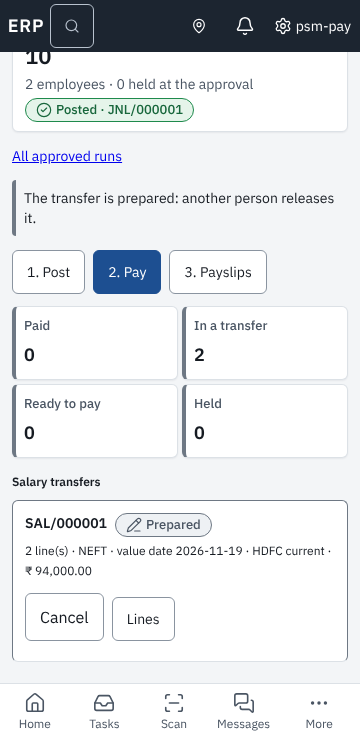 ERP
psm-pay
10
2 employees · 0 held at the approval
Posted · JNL/000001
All approved runs
The transfer is prepared: another person releases
it.
1. Post
2. Pay
3. Payslips
Paid
In a transfer
0
2
Ready to pay
Held
0
0
Salary transfers
SAL/000001
Prepared
2 line(s) · NEFT · value date 2026-11-19 · HDFC current ·
₹ 94,000.00
Cancel
Lines
Home
Tasks
Scan
Messages
More